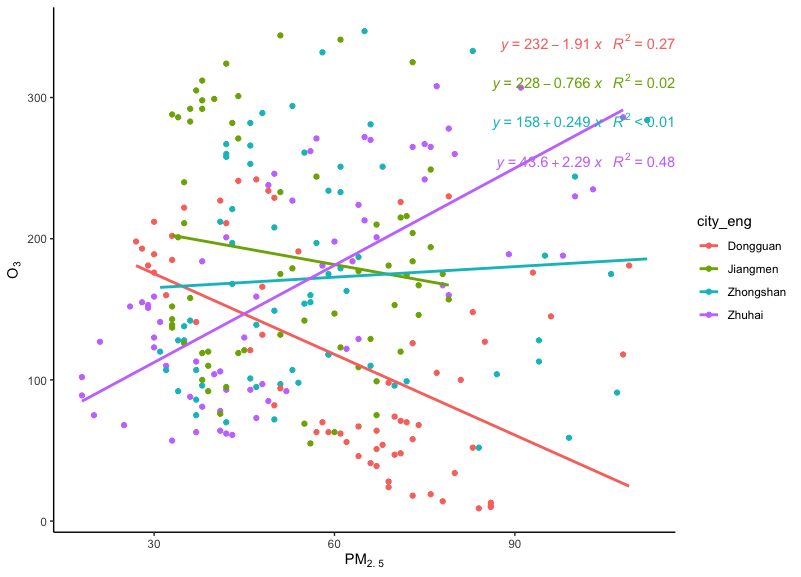 y = 232 − 1.91 x  R² = 0.27
y = 228 − 0.766 x  R² = 0.02
y = 158 + 0.249 x  R² < 0.01
y = 43.6 + 2.29 x  R² = 0.48
300
200
100
0
O₃
30
60
90
PM₂.₅
city_eng
Dongguan
Jiangmen
Zhongshan
Zhuhai